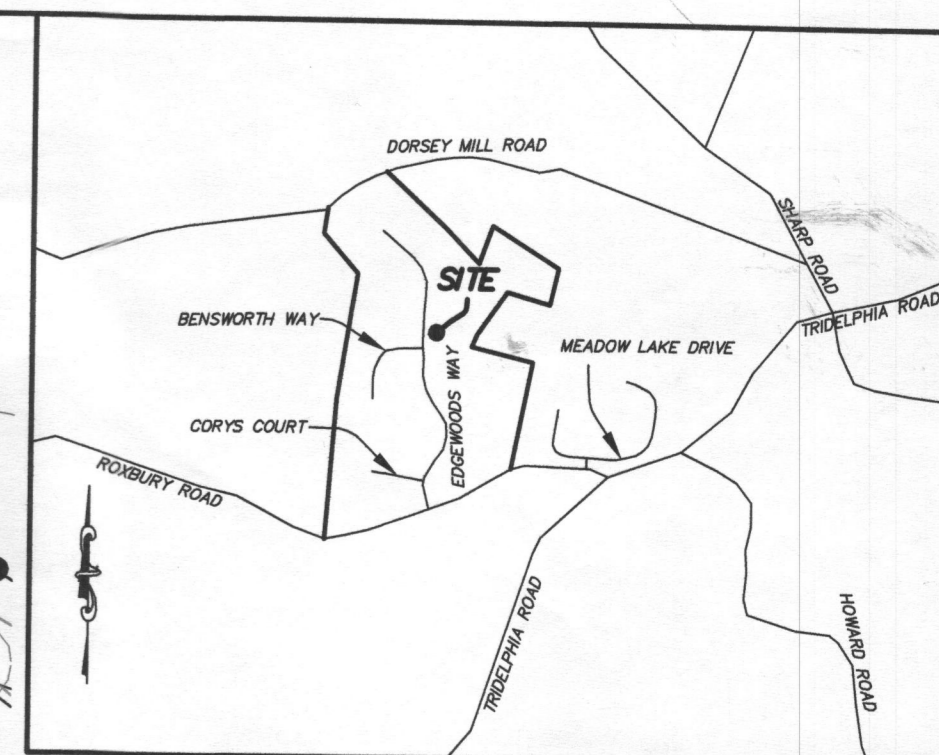 DORSEY MILL ROAD
SHARP ROAD
SITE
TRIDELPHIA ROAD
BENSWORTH WAY
MEADOW LAKE DRIVE
EDGEWOODS WAY
CORYS COURT
ROXBURY ROAD
TRIDELPHIA ROAD
HOWARD ROAD